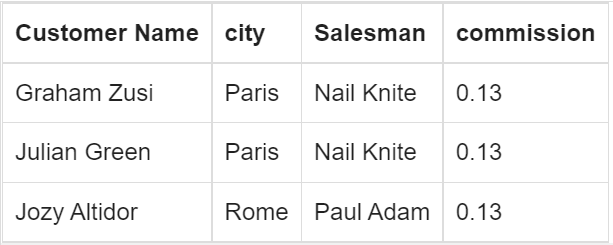 Customer Name city Salesman commission
Graham Zusi Paris Nail Knite 0.13
Julian Green Paris Nail Knite 0.13
Jozy Altidor Rome Paul Adam 0.13